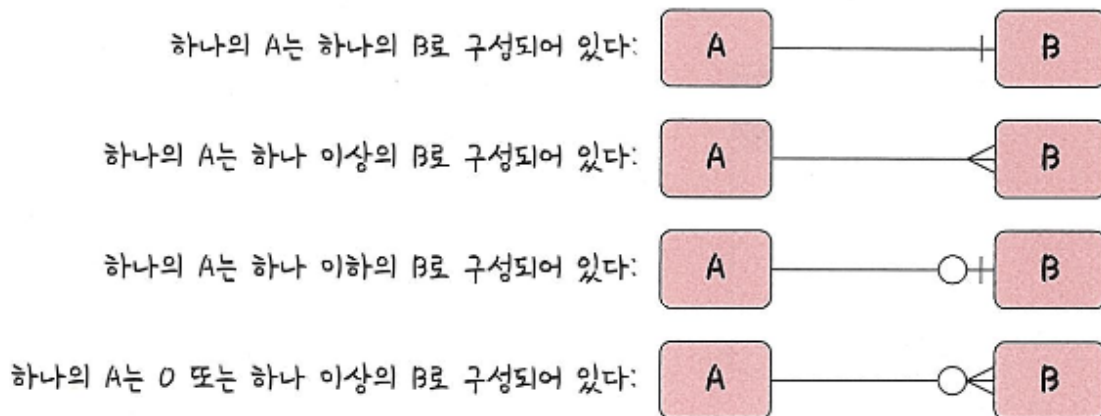 하나의 A는 하나의 B로 구성되어 있다: A B
하나의 A는 하나 이상의 B로 구성되어 있다: A B
하나의 A는 하나 이하의 B로 구성되어 있다: A B
하나의 A는 0 또는 하나 이상의 B로 구성되어 있다: A B